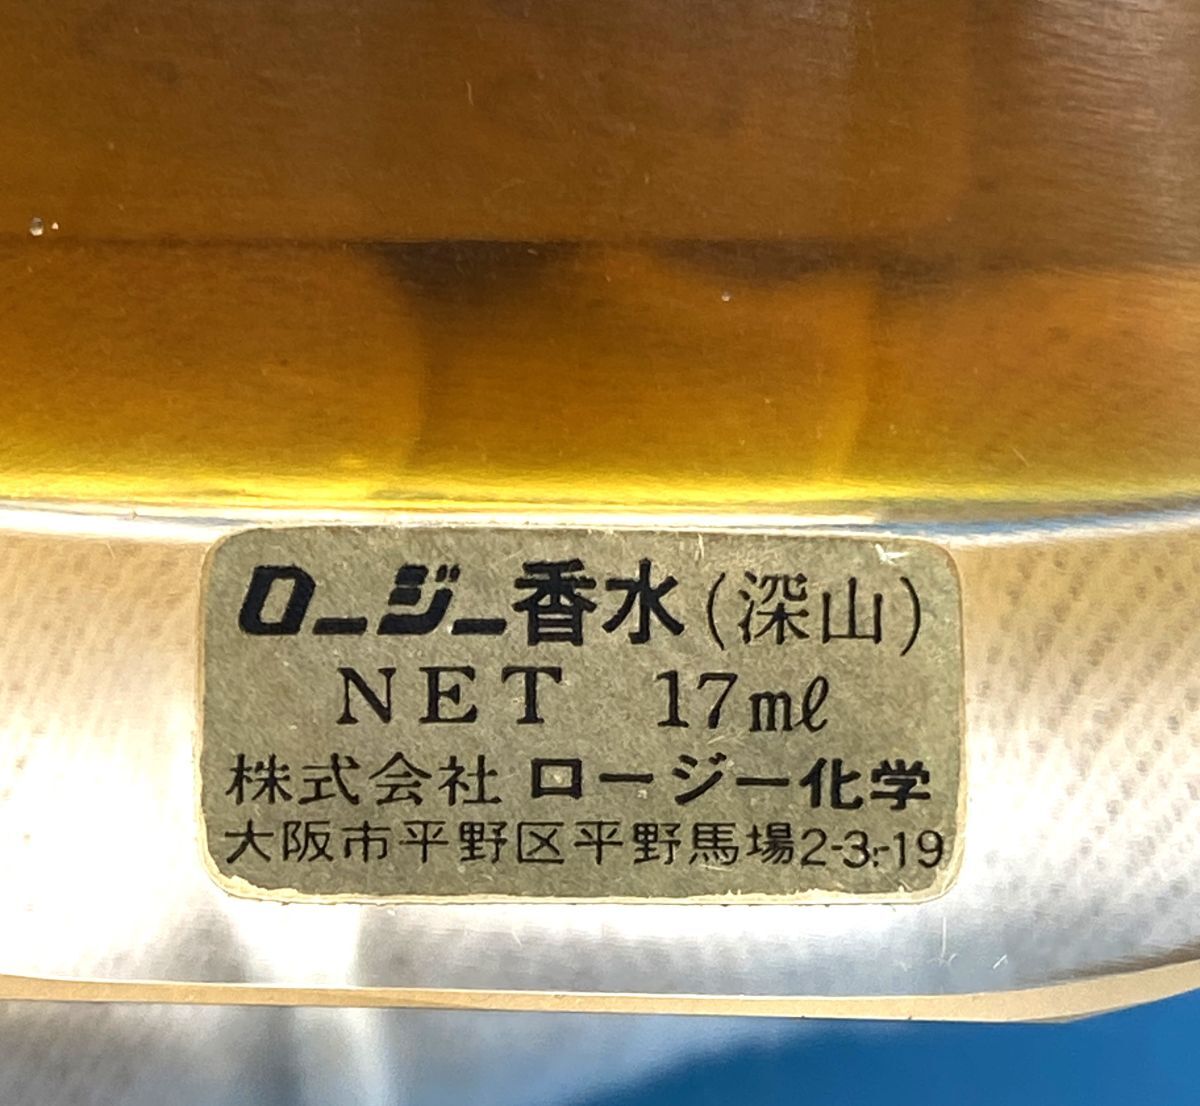 ロージー香水(深山)
NET 17mℓ
株式会社 ロージー化学
大阪市平野区平野馬場2-3-19